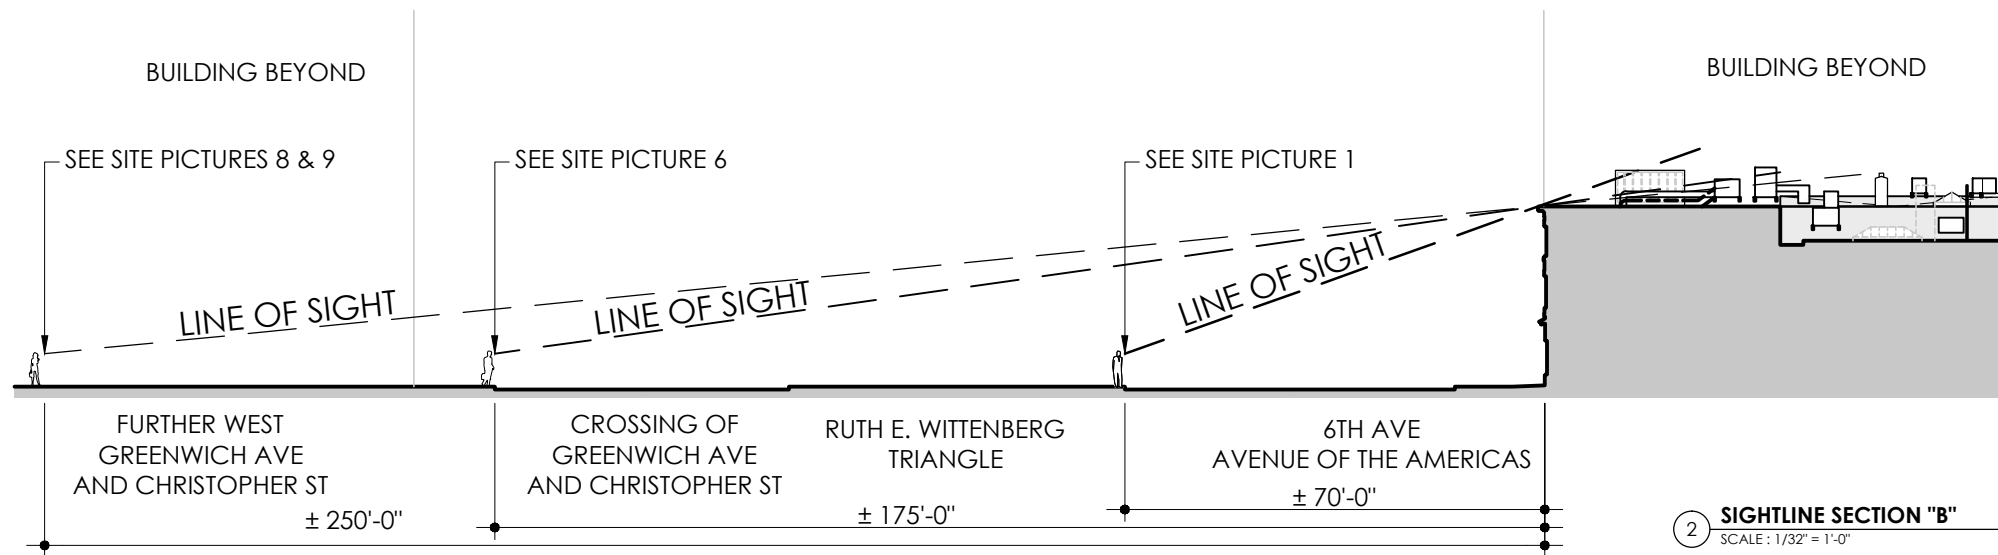 BUILDING BEYOND
BUILDING BEYOND
SEE SITE PICTURES 8 & 9
SEE SITE PICTURE 6
SEE SITE PICTURE 1
LINE OF SIGHT
LINE OF SIGHT
LINE OF SIGHT
FURTHER WEST
GREENWICH AVE
AND CHRISTOPHER ST
CROSSING OF
GREENWICH AVE
AND CHRISTOPHER ST
RUTH E. WITTENBERG
TRIANGLE
6TH AVE
AVENUE OF THE AMERICAS
± 70'-0"
± 175'-0"
± 250'-0"
2 SIGHTLINE SECTION "B"
SCALE : 1/32" = 1'-0"